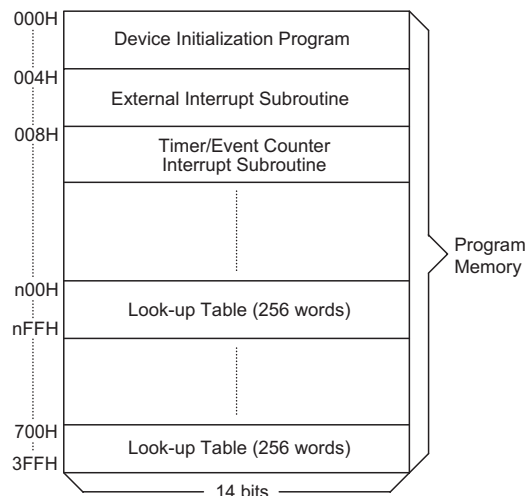 000H
Device Initialization Program
004H
External Interrupt Subroutine
008H
Timer/Event Counter
Interrupt Subroutine
Program
Memory
n00H
Look-up Table (256 words)
nFFH
700H
Look-up Table (256 words)
3FFH
14 bits